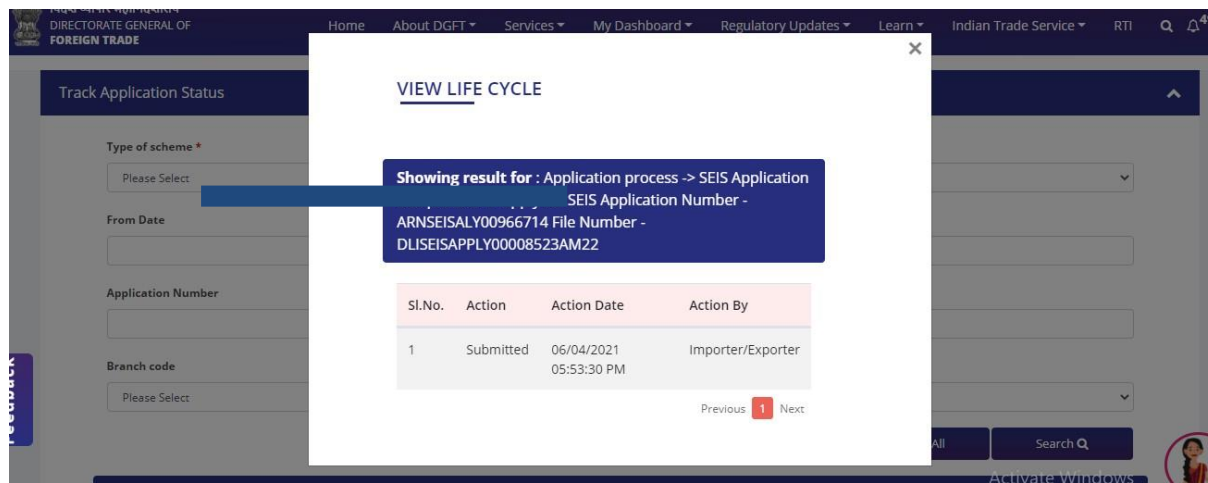 DIRECTORATE GENERAL OF
FOREIGN TRADE
Home About DGFT Services My Dashboard Regulatory Updates Learn Indian Trade Service RTI
×
Track Application Status
VIEW LIFE CYCLE
Type of scheme *
Please Select
Showing result for : Application process -> SEIS Application
SEIS Application Number -
ARNSEISALY00966714 File Number -
DLISEISAPPLY00008523AM22
From Date
Application Number
Sl.No. Action Action Date Action By
1 Submitted 06/04/2021 Importer/Exporter
05:53:30 PM
Branch code
Please Select
Previous 1 Next
All Search
Feedback
Activate Windows